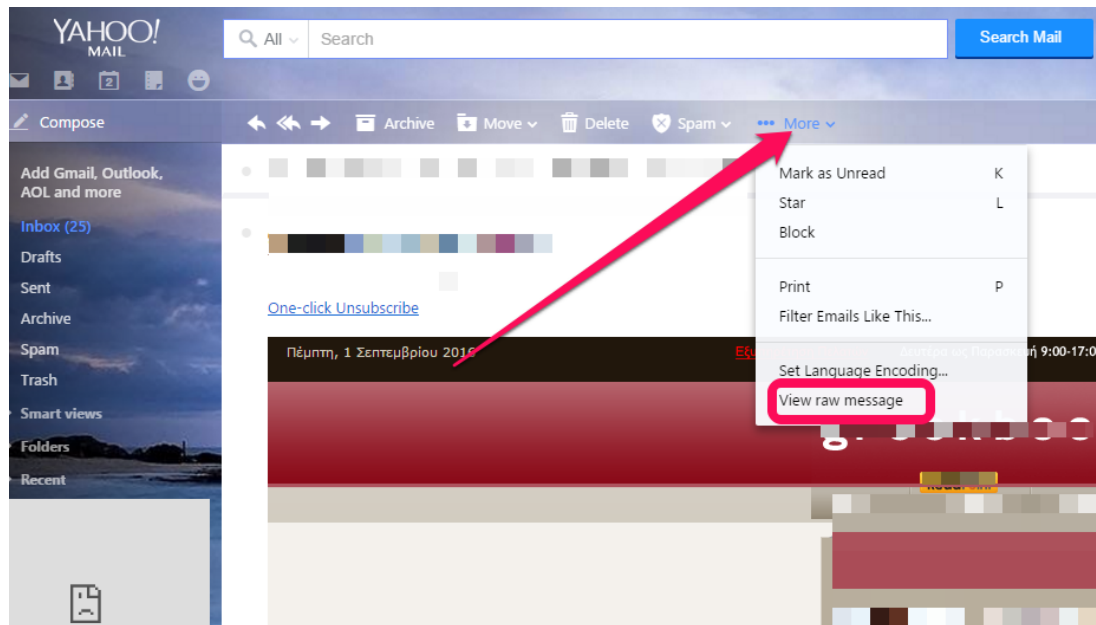 YAHOO!
MAIL
All
Search
Search Mail
2
Compose
Archive
Move
Delete
Spam
More
Add Gmail, Outlook,
AOL and more
Inbox (25)
Drafts
Sent
Archive
Spam
Trash
Smart views
Folders
Recent
Mark as Unread K
Star L
Block
Print P
Filter Emails Like This...
Set Language Encoding...
View raw message
One-click Unsubscribe
Πέμπτη, 1 Σεπτεμβρίου 2016
Δευτέρα ως Παρασκευή 9:00-17:0